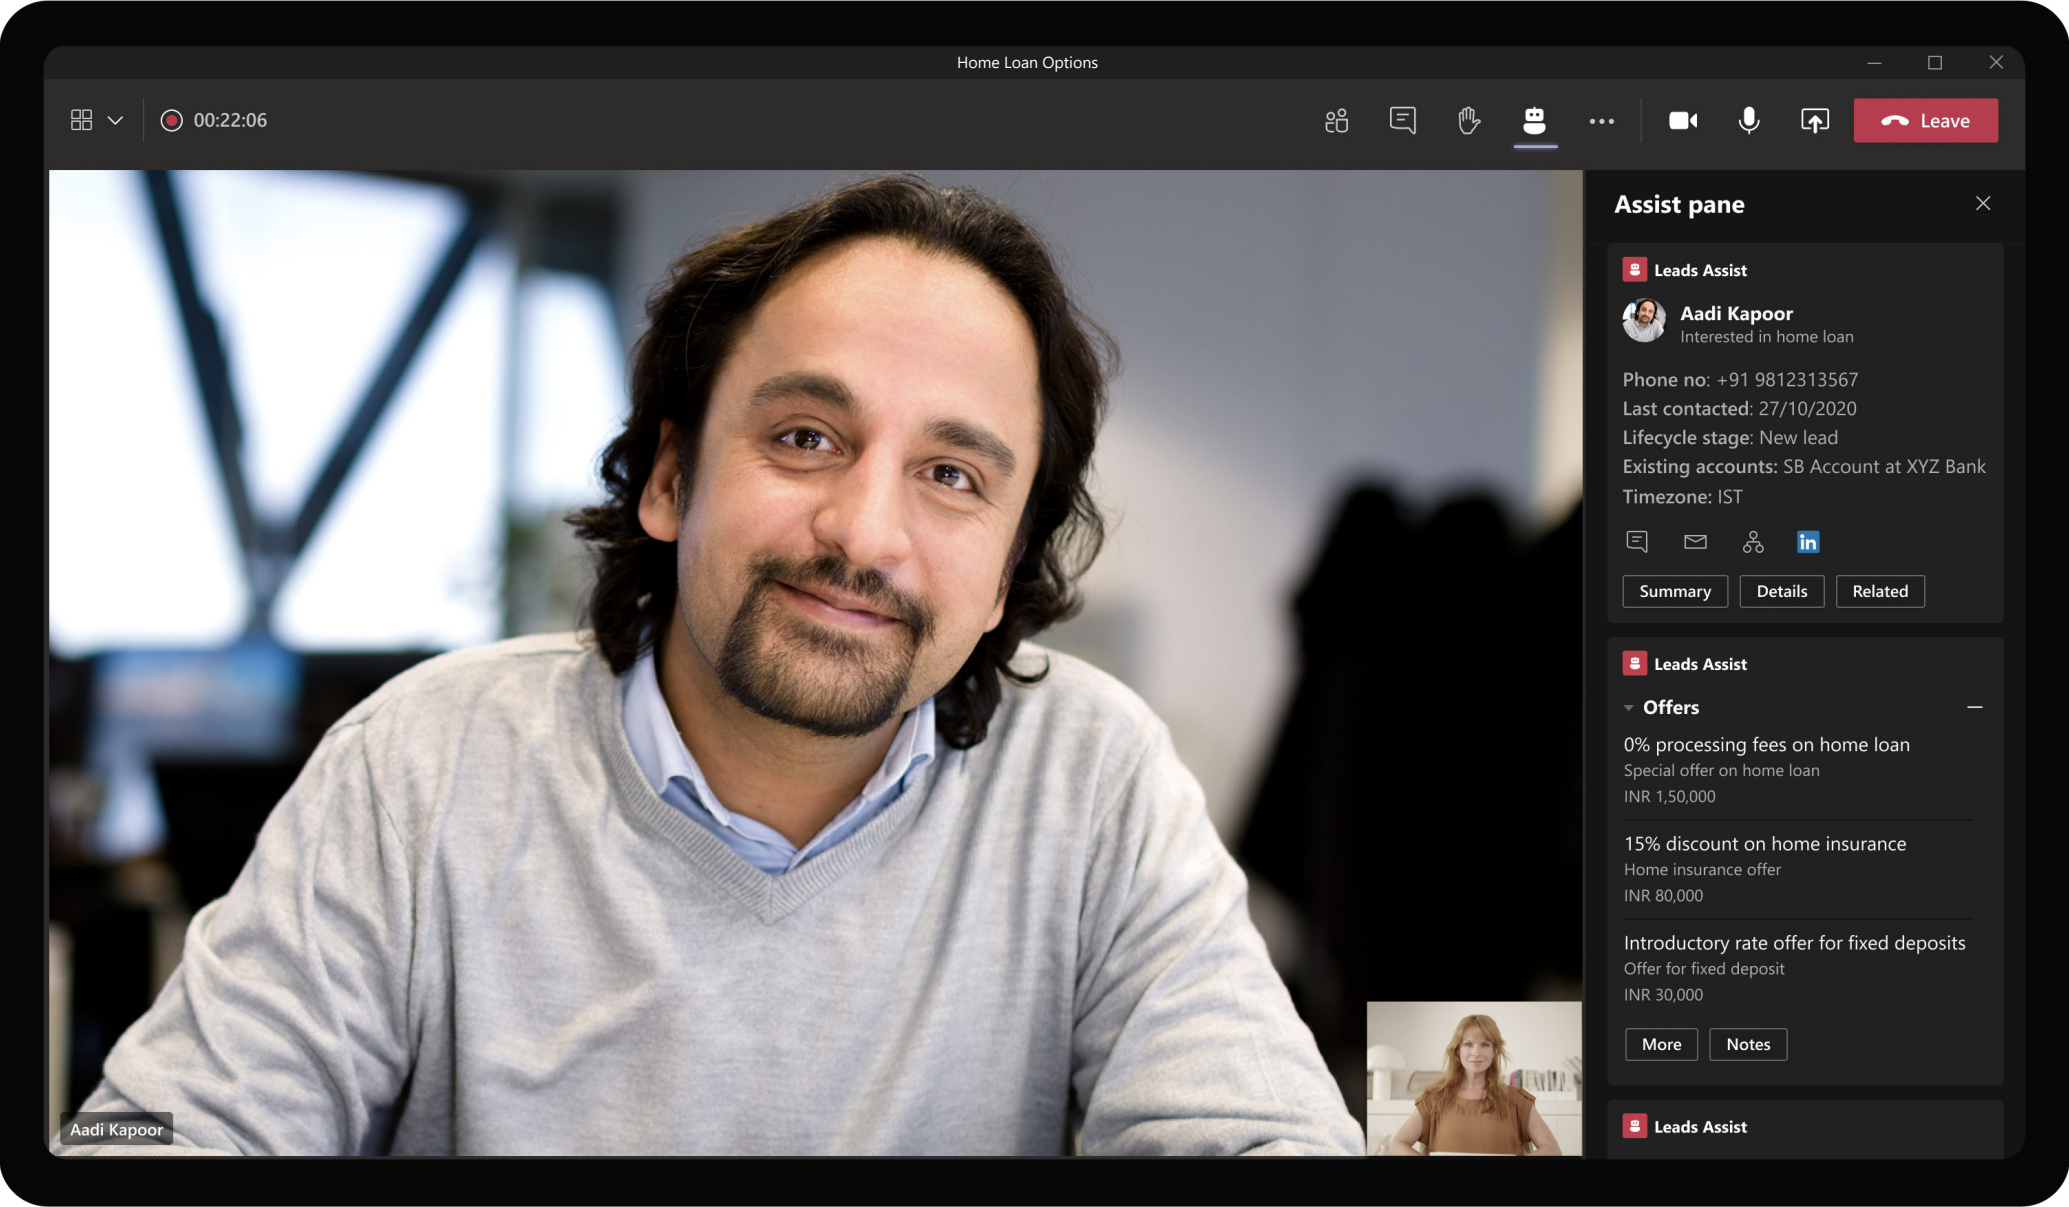 Home Loan Options
00:22:06
Leave
Aadi Kapoor
Assist pane
Leads Assist
Aadi Kapoor
Interested in home loan
Phone no: +91 9812313567
Last contacted: 27/10/2020
Lifecycle stage: New lead
Existing accounts: SB Account at XYZ Bank
Timezone: IST
in
Summary Details Related
Leads Assist
Offers
0% processing fees on home loan
Special offer on home loan
INR 1,50,000
15% discount on home insurance
Home insurance offer
INR 80,000
Introductory rate offer for fixed deposits
Offer for fixed deposit
INR 30,000
More Notes
Leads Assist